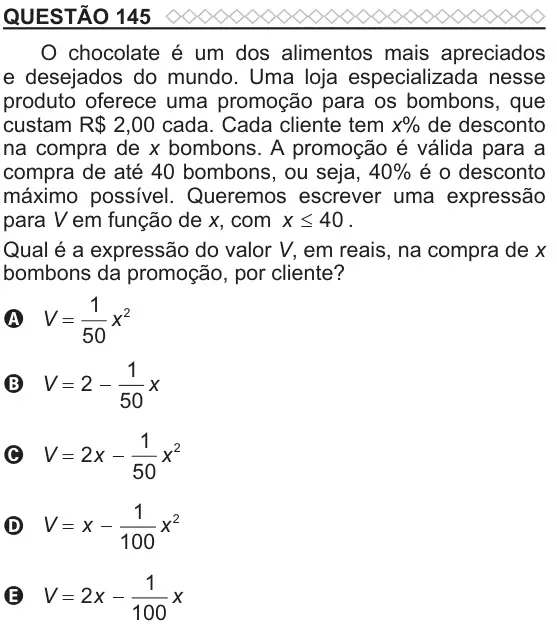 QUESTÃO 145
O chocolate é um dos alimentos mais apreciados
e desejados do mundo. Uma loja especializada nesse
produto oferece uma promoção para os bombons, que
custam R$ 2,00 cada. Cada cliente tem x% de desconto
na compra de x bombons. A promoção é válida para a
compra de até 40 bombons, ou seja, 40% é o desconto
máximo possível. Queremos escrever uma expressão
para V em função de x, com x ≤ 40 .
Qual é a expressão do valor V, em reais, na compra de x
bombons da promoção, por cliente?
A V = 1/50 x²
B V = 2 − 1/50 x
C V = 2x − 1/50 x²
D V = x − 1/100 x²
E V = 2x − 1/100 x